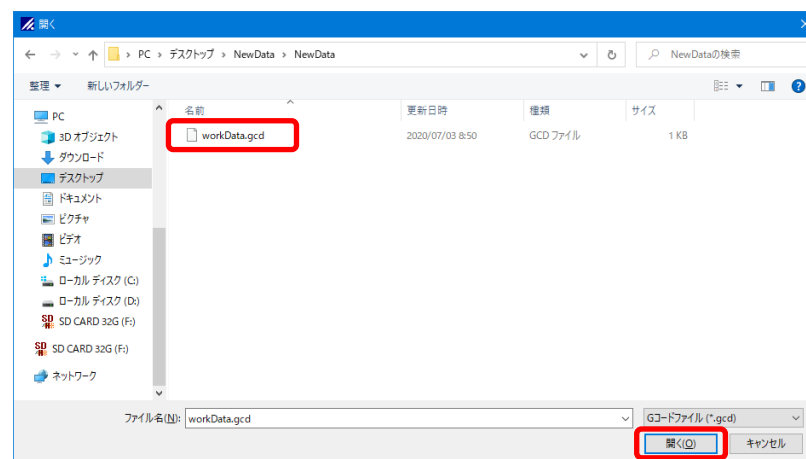 開く
PC > デスクトップ > NewData > NewData
NewDataの検索
整理 新しいフォルダー
名前 更新日時 種類 サイズ
workData.gcd 2020/07/03 8:50 GCD ファイル 1 KB
PC
3D オブジェクト
ダウンロード
デスクトップ
ドキュメント
ピクチャ
ビデオ
ミュージック
ローカル ディスク (C:)
ローカル ディスク (D:)
SD CARD 32G (F:)
SD CARD 32G (F:)
ネットワーク
ファイル名(N): workData.gcd Gコードファイル (*.gcd)
開く(O) キャンセル